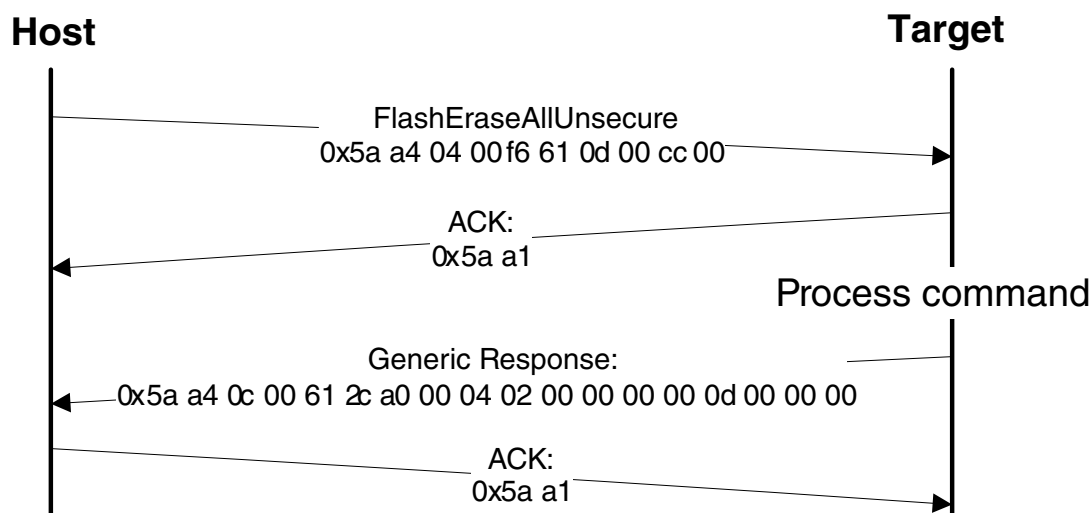 Host
Target
FlashEraseAllUnsecure
0x5a a4 04 00 f6 61 0d 00 cc 00
ACK:
0x5a a1
Process command
Generic Response:
0x5a a4 0c 00 61 2c a0 00 04 02 00 00 00 00 0d 00 00 00
ACK:
0x5a a1